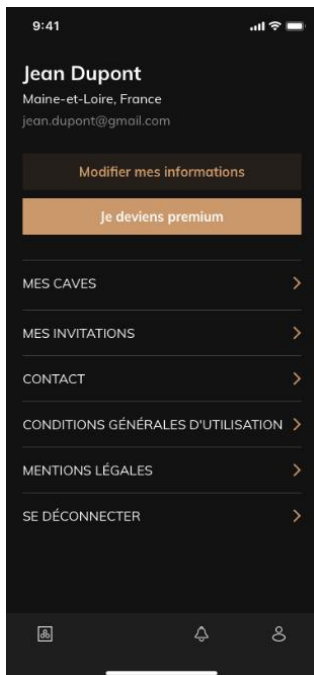 9:41
Jean Dupont
Maine-et-Loire, France
jean.dupont@gmail.com
Modifier mes informations
Je deviens premium
MES CAVES
MES INVITATIONS
CONTACT
CONDITIONS GÉNÉRALES D'UTILISATION
MENTIONS LÉGALES
SE DÉCONNECTER